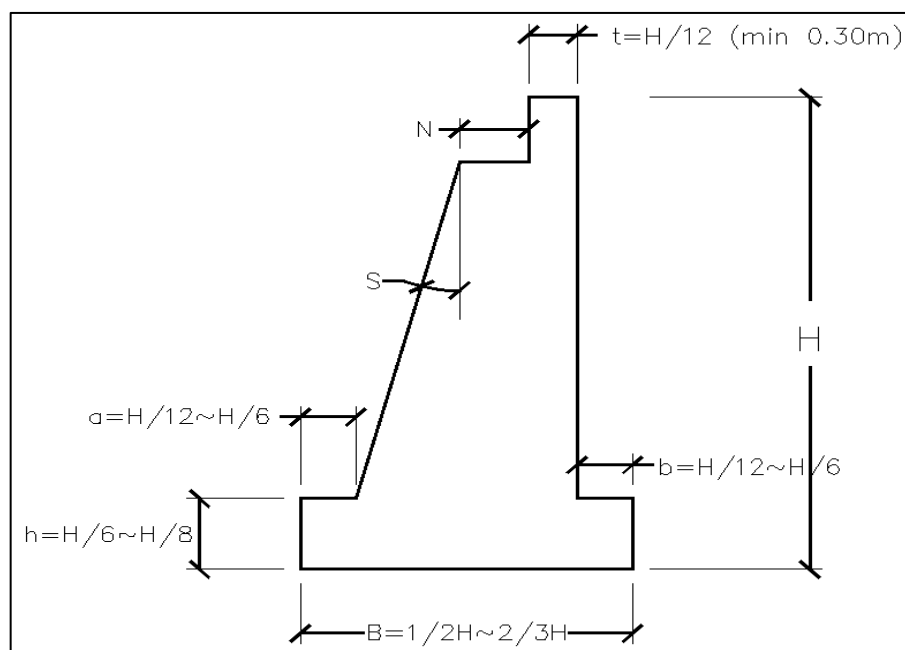 t=H/12 (min 0.30m)
N
S
H
a=H/12~H/6
b=H/12~H/6
h=H/6~H/8
B=1/2H~2/3H